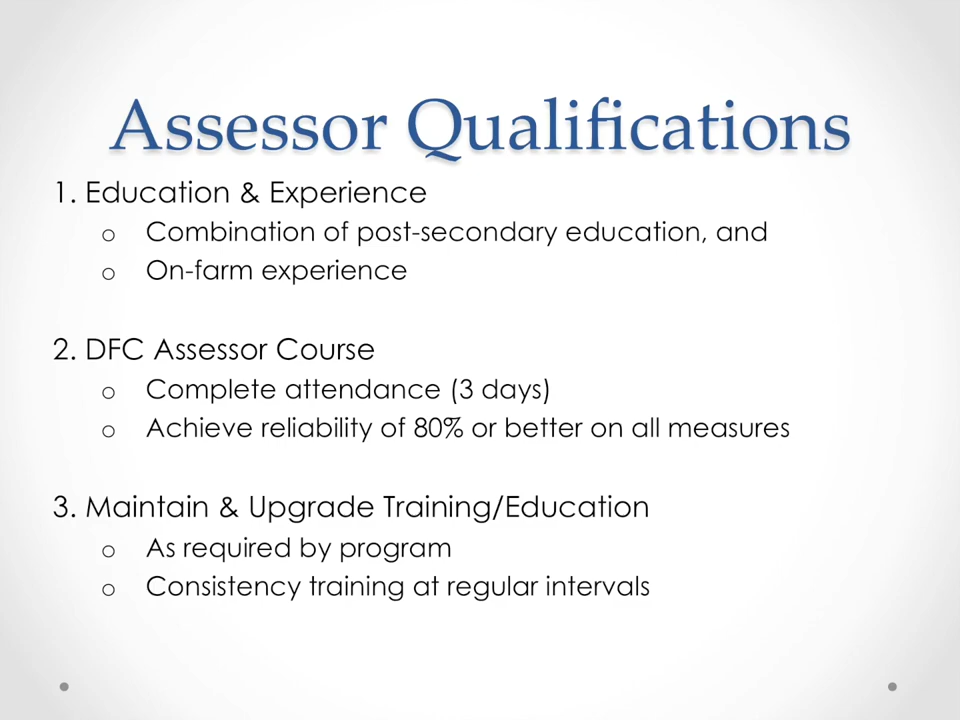 Assessor Qualifications
1. Education & Experience
o Combination of post-secondary education, and
o On-farm experience
2. DFC Assessor Course
o Complete attendance (3 days)
o Achieve reliability of 80% or better on all measures
3. Maintain & Upgrade Training/Education
o As required by program
o Consistency training at regular intervals